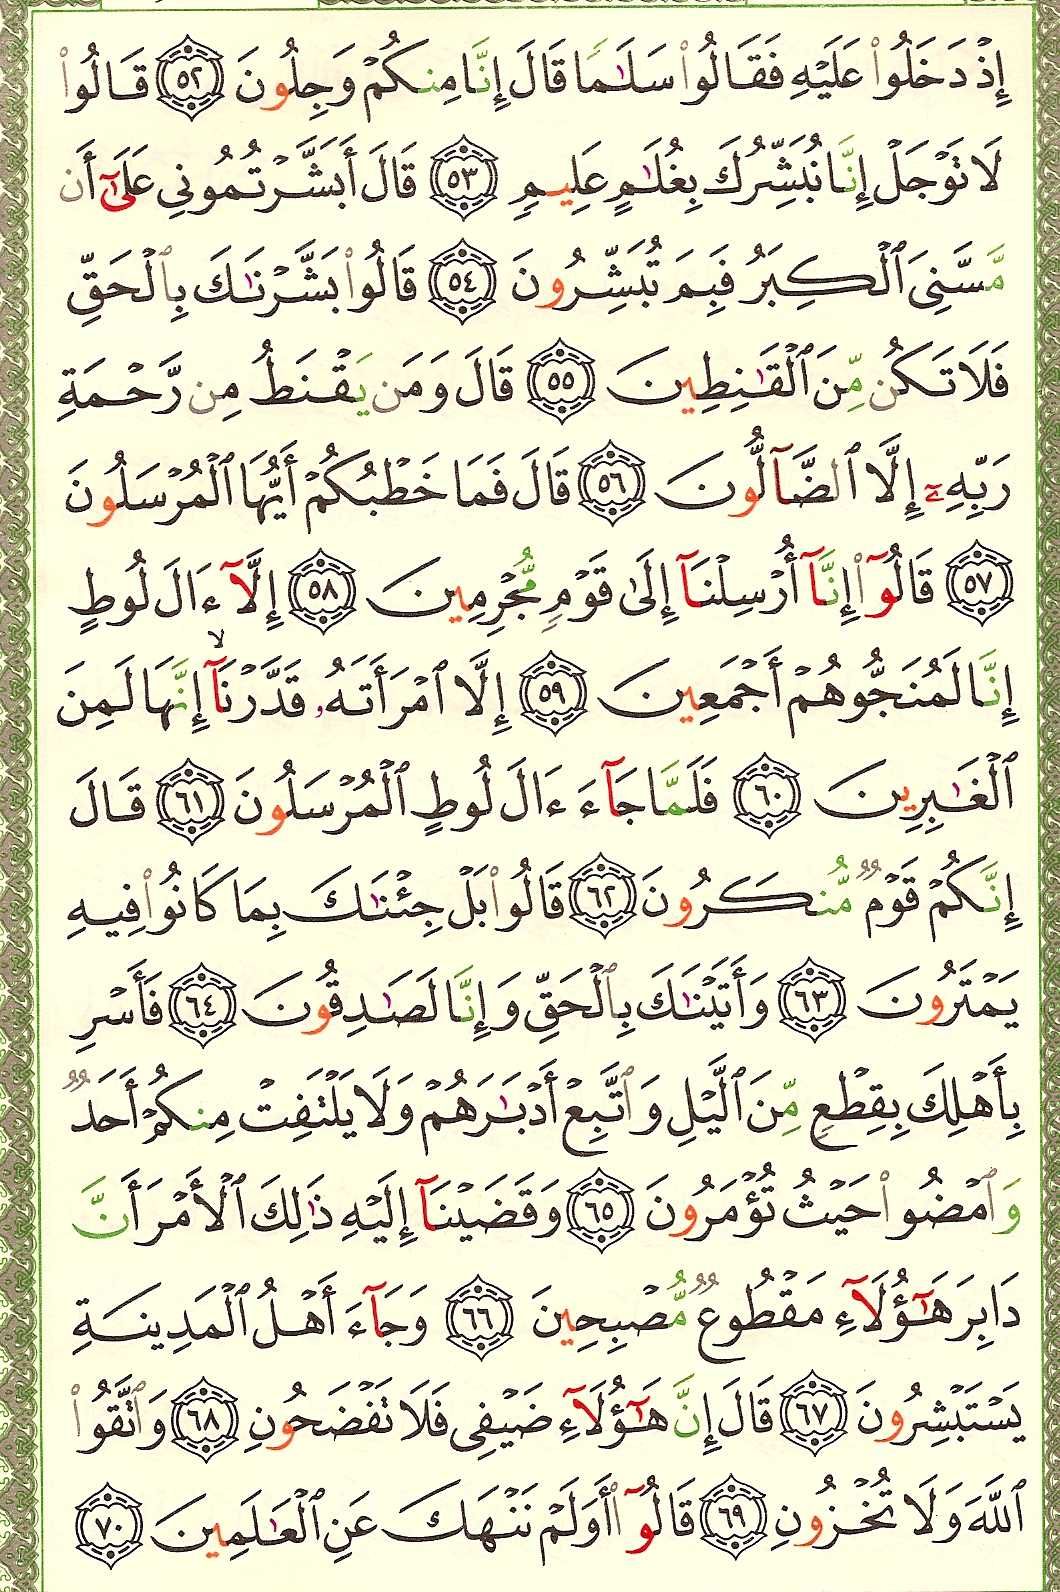 إِذۡ دَخَلُواْ عَلَيۡهِ فَقَالُواْ سَلَٰمٗا قَالَ إِنَّا مِنكُمۡ وَجِلُونَ ﴿٥٢﴾ قَالُواْ
لَا تَوۡجَلۡ إِنَّا نُبَشِّرُكَ بِغُلَٰمٍ عَلِيمٖ ﴿٥٣﴾ قَالَ أَبَشَّرۡتُمُونِي عَلَىٰٓ أَن
مَّسَّنِيَ ٱلۡكِبَرُ فَبِمَ تُبَشِّرُونَ ﴿٥٤﴾ قَالُواْ بَشَّرۡنَٰكَ بِٱلۡحَقِّ
فَلَا تَكُن مِّنَ ٱلۡقَٰنِطِينَ ﴿٥٥﴾ قَالَ وَمَن يَقۡنَطُ مِن رَّحۡمَةِ
رَبِّهِۦٓ إِلَّا ٱلضَّآلُّونَ ﴿٥٦﴾ قَالَ فَمَا خَطۡبُكُمۡ أَيُّهَا ٱلۡمُرۡسَلُونَ
﴿٥٧﴾ قَالُوٓاْ إِنَّآ أُرۡسِلۡنَآ إِلَىٰ قَوۡمٖ مُّجۡرِمِينَ ﴿٥٨﴾ إِلَّآ ءَالَ لُوطٍ
إِنَّا لَمُنَجُّوهُمۡ أَجۡمَعِينَ ﴿٥٩﴾ إِلَّا ٱمۡرَأَتَهُۥ قَدَّرۡنَآۙ إِنَّهَا لَمِنَ
ٱلۡغَٰبِرِينَ ﴿٦٠﴾ فَلَمَّا جَآءَ ءَالَ لُوطٍ ٱلۡمُرۡسَلُونَ ﴿٦١﴾ قَالَ
إِنَّكُمۡ قَوۡمٞ مُّنكَرُونَ ﴿٦٢﴾ قَالُواْ بَلۡ جِئۡنَٰكَ بِمَا كَانُواْ فِيهِ
يَمۡتَرُونَ ﴿٦٣﴾ وَأَتَيۡنَٰكَ بِٱلۡحَقِّ وَإِنَّا لَصَٰدِقُونَ ﴿٦٤﴾ فَأَسۡرِ
بِأَهۡلِكَ بِقِطۡعٖ مِّنَ ٱلَّيۡلِ وَٱتَّبِعۡ أَدۡبَٰرَهُمۡ وَلَا يَلۡتَفِتۡ مِنكُمۡ أَحَدٞ
وَٱمۡضُواْ حَيۡثُ تُؤۡمَرُونَ ﴿٦٥﴾ وَقَضَيۡنَآ إِلَيۡهِ ذَٰلِكَ ٱلۡأَمۡرَ أَنَّ
دَابِرَ هَٰٓؤُلَآءِ مَقۡطُوعٞ مُّصۡبِحِينَ ﴿٦٦﴾ وَجَآءَ أَهۡلُ ٱلۡمَدِينَةِ
يَسۡتَبۡشِرُونَ ﴿٦٧﴾ قَالَ إِنَّ هَٰٓؤُلَآءِ ضَيۡفِي فَلَا تَفۡضَحُونِ ﴿٦٨﴾ وَٱتَّقُواْ
ٱللَّهَ وَلَا تُخۡزُونِ ﴿٦٩﴾ قَالُوٓاْ أَوَلَمۡ نَنۡهَكَ عَنِ ٱلۡعَٰلَمِينَ ﴿٧٠﴾